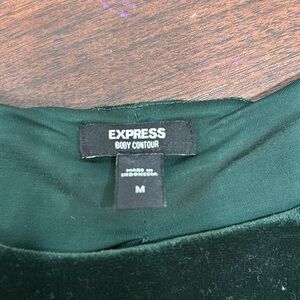 EXPRESS
BODY CONTOUR
MADE IN
INDONESIA
M